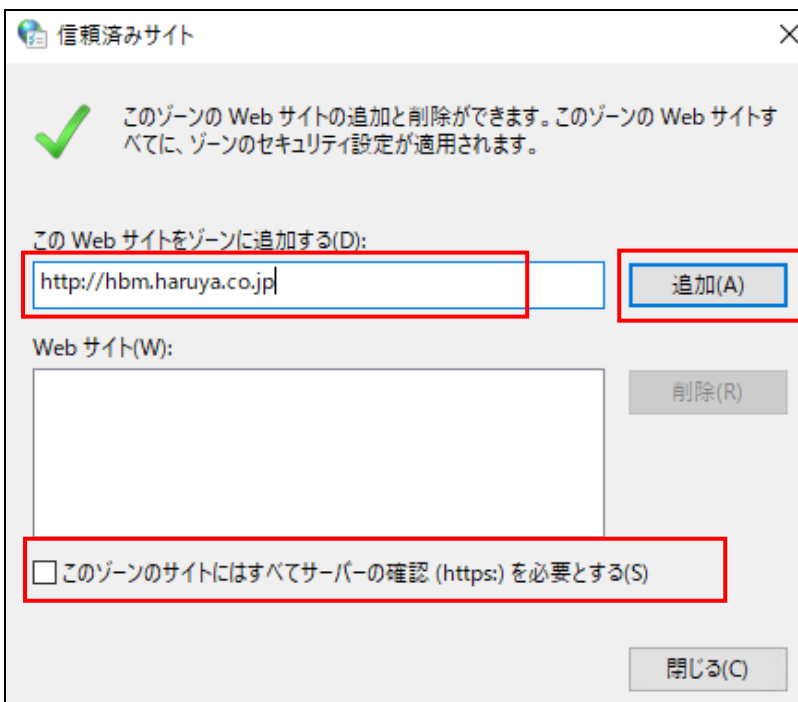 信頼済みサイト
このゾーンの Web サイトの追加と削除ができます。このゾーンの Web サイトす
べてに、ゾーンのセキュリティ設定が適用されます。
この Web サイトをゾーンに追加する(D):
http://hbm.haruya.co.jp
追加(A)
Web サイト(W):
削除(R)
このゾーンのサイトにはすべてサーバーの確認 (https:) を必要とする(S)
閉じる(C)